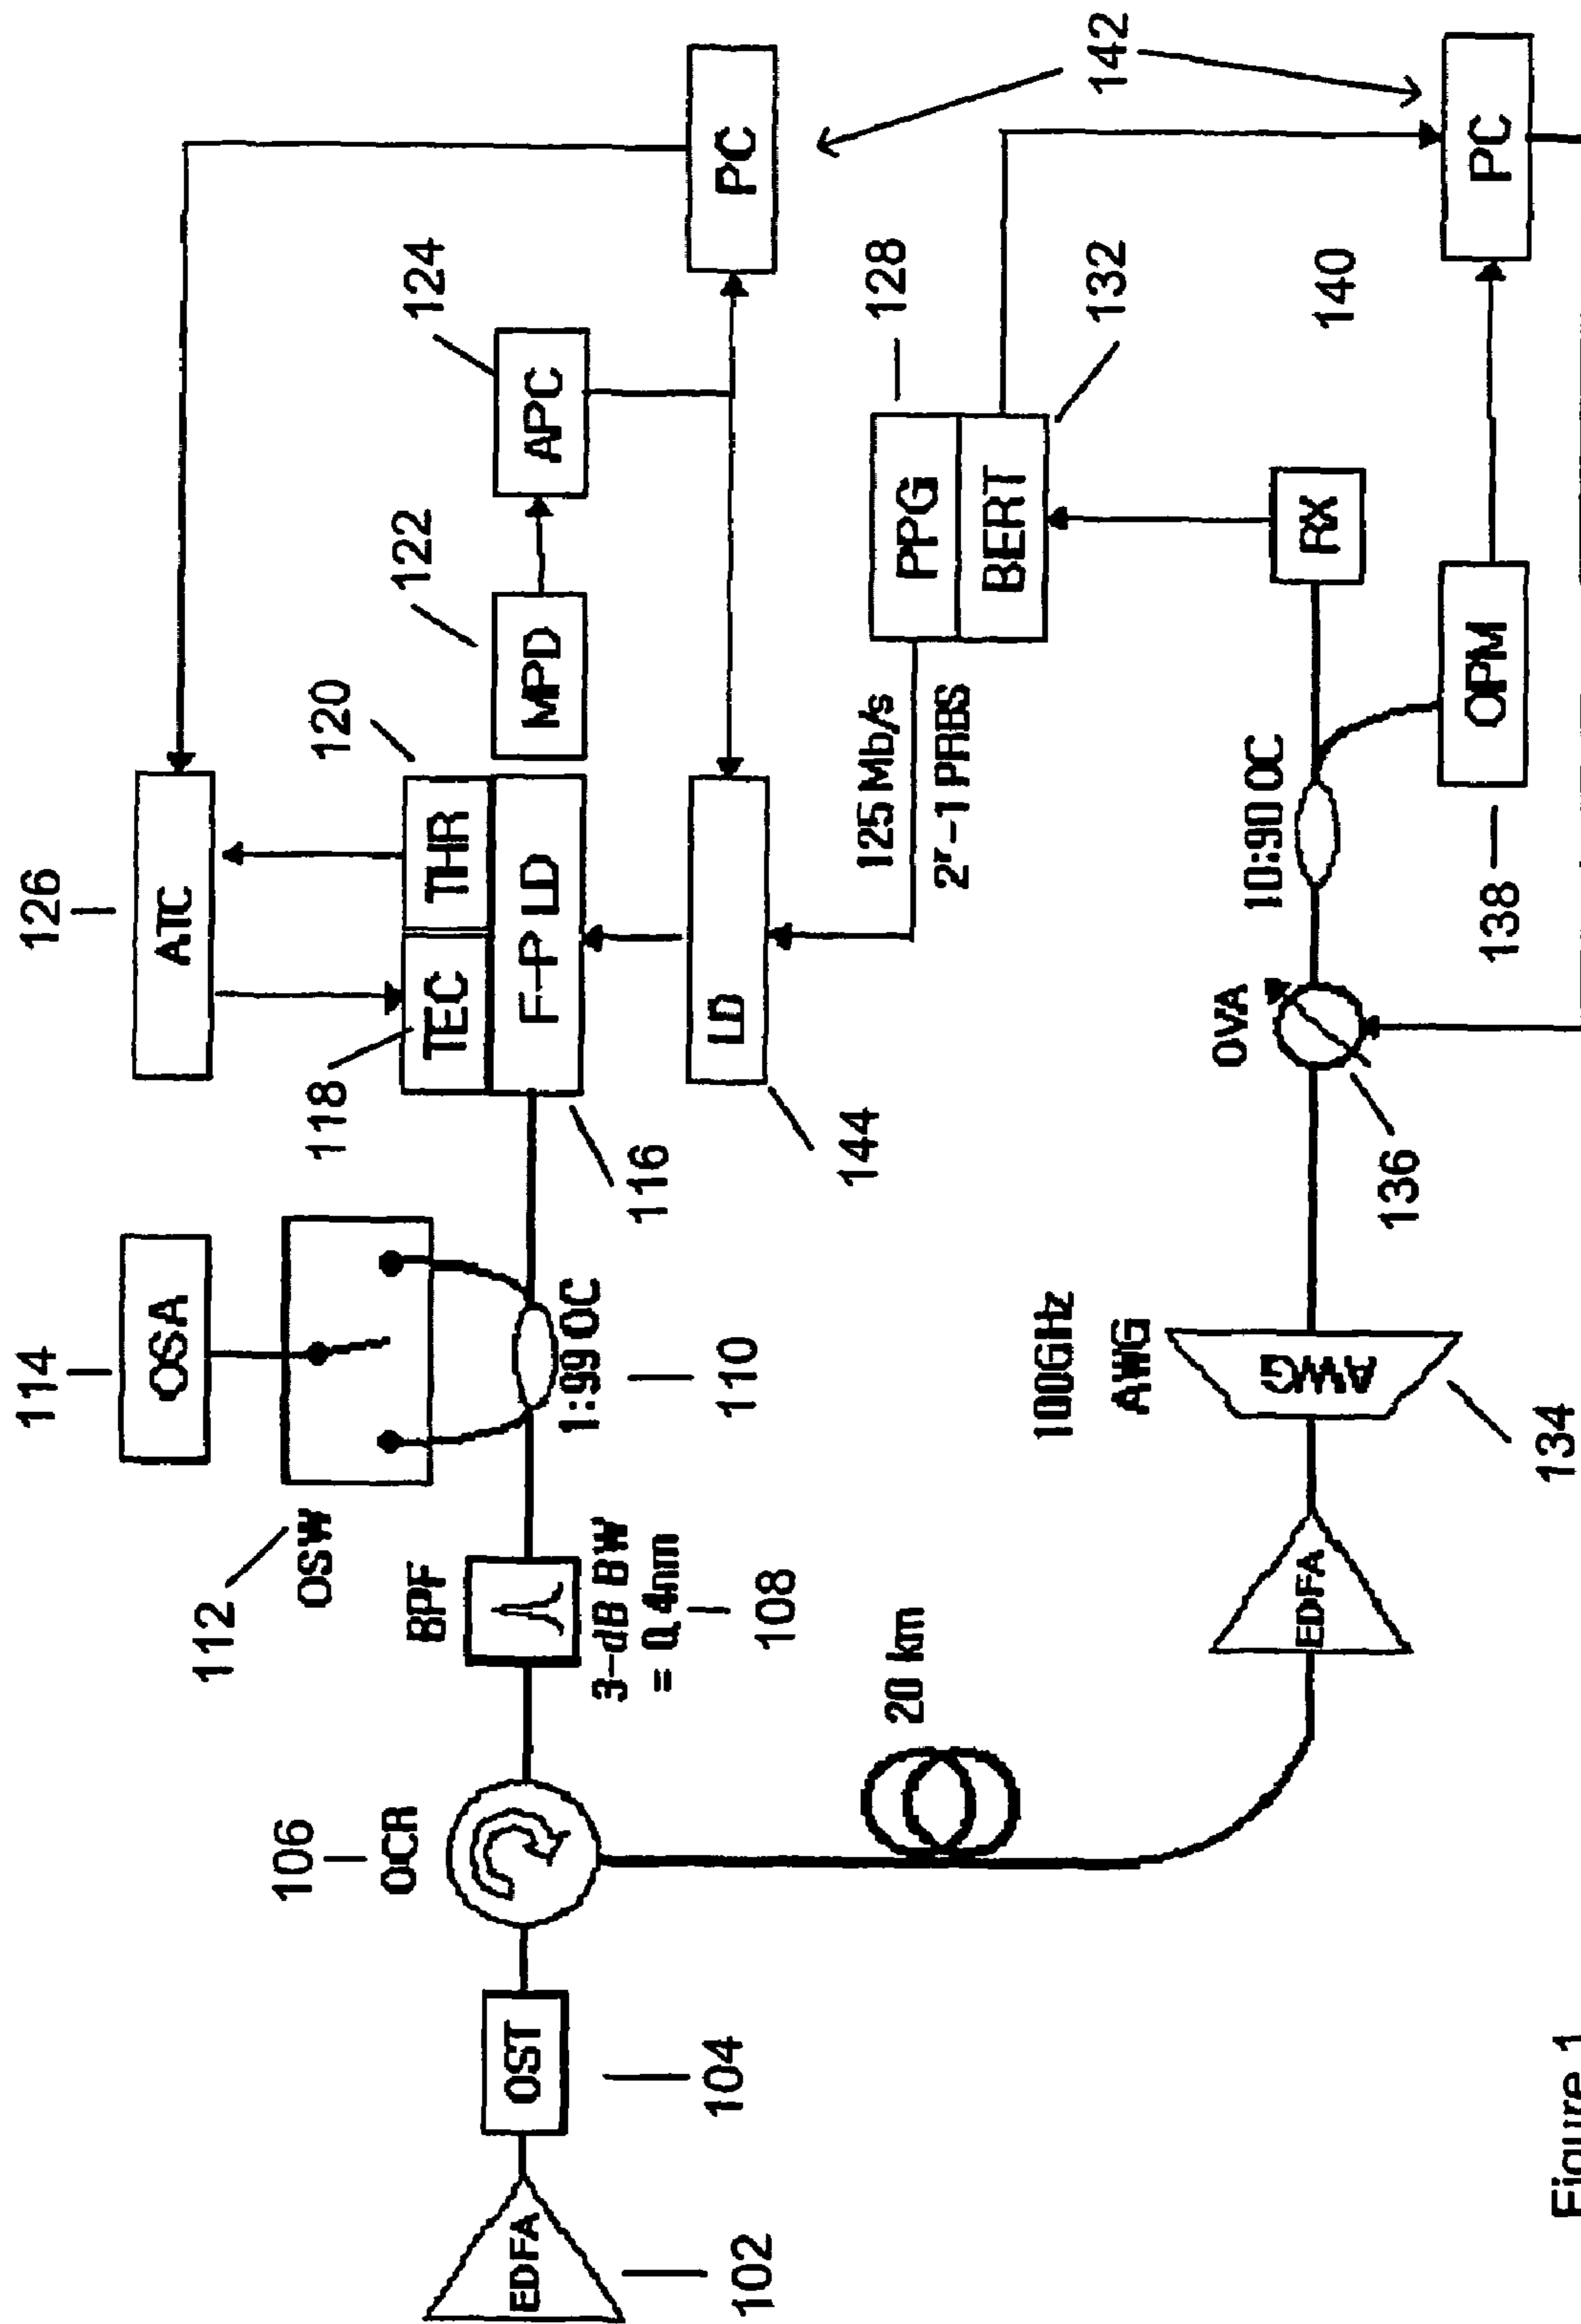 126
ATC
114
OSA
112
OSW
118
TEC
THR
120
F-P LD
116
122
MPD
124
APC
PC
106
OCR
BPF
3-dB BW
= 0.4nm
108
1:99 OC
110
LD
144
142
EDFA
102
OST
104
125 Mb/s
PPG
128
BERT
132
20 km
100GHz
AWG
AWG
134
EDFA
OVA
136
10:90 OC
RX
140
OPM
138
PC
Figure 1